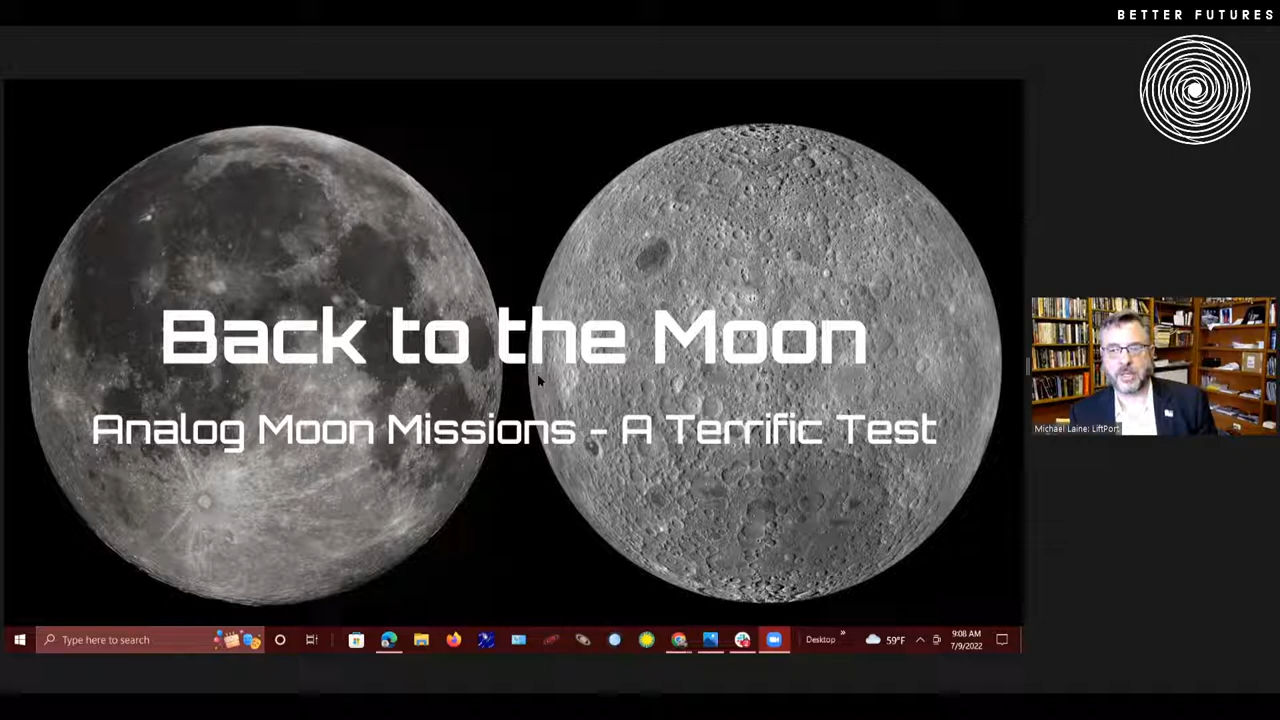 BETTER FUTURES
Back to the Moon
Analog Moon Missions - A Terrific Test
Michael Laine: LiftPort
Type here to search
Desktop
59°F
9:08 AM
7/9/2022